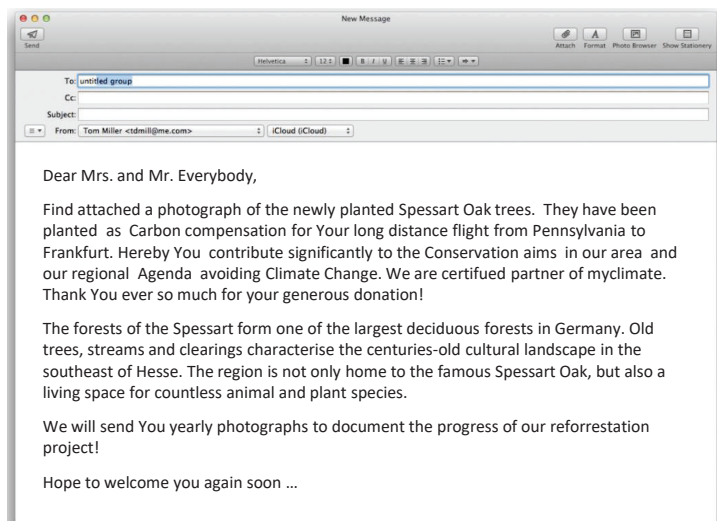 New Message
Send
Attach Format Photo Browser Show Stationery
Helvetica 12 B I U
To: untitled group
Cc:
Subject:
From: Tom Miller <tdmill@me.com> iCloud (iCloud)
Dear Mrs. and Mr. Everybody,
Find attached a photograph of the newly planted Spessart Oak trees. They have been
planted as Carbon compensation for Your long distance flight from Pennsylvania to
Frankfurt. Hereby You contribute significantly to the Conservation aims in our area and
our regional Agenda avoiding Climate Change. We are certifued partner of myclimate.
Thank You ever so much for your generous donation!
The forests of the Spessart form one of the largest deciduous forests in Germany. Old
trees, streams and clearings characterise the centuries-old cultural landscape in the
southeast of Hesse. The region is not only home to the famous Spessart Oak, but also a
living space for countless animal and plant species.
We will send You yearly photographs to document the progress of our reforrestation
project!
Hope to welcome you again soon …